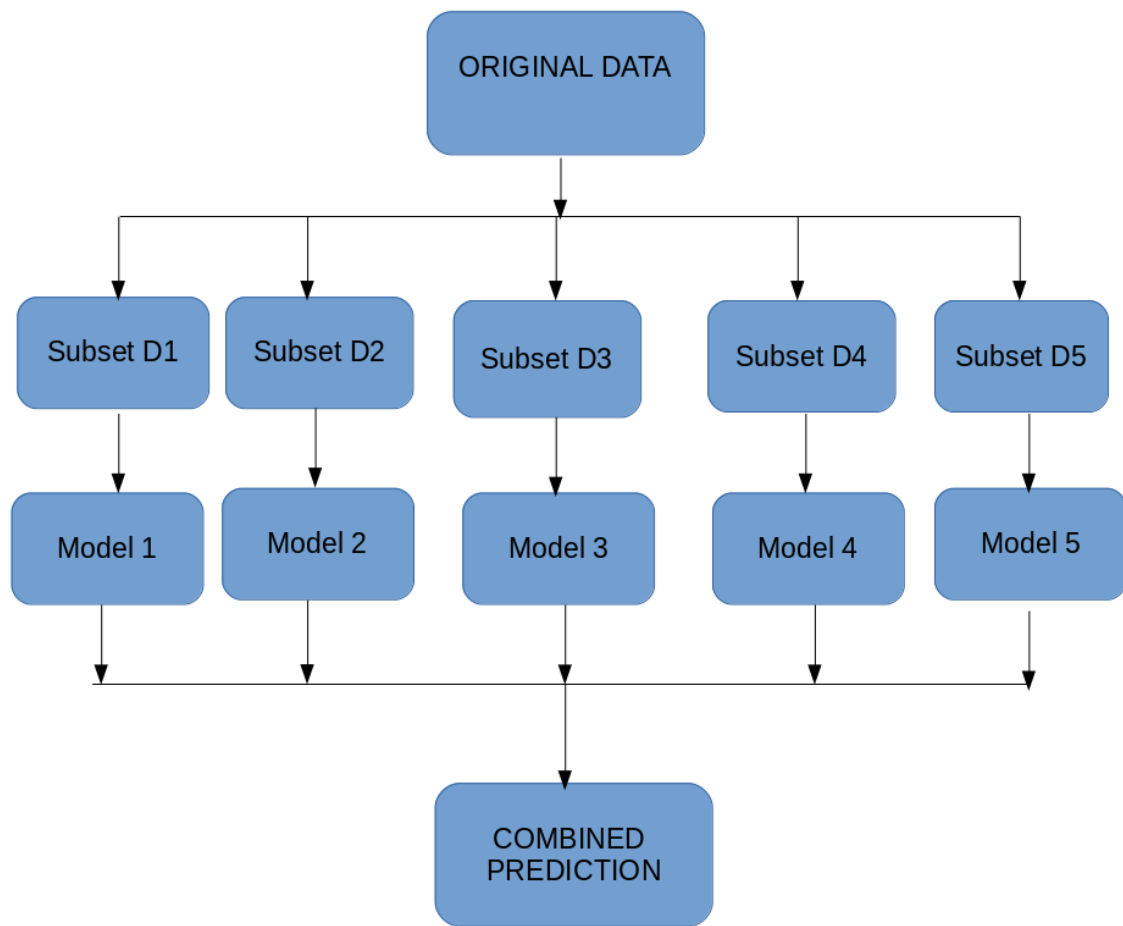 ORIGINAL DATA
Subset D1
Subset D2
Subset D3
Subset D4
Subset D5
Model 1
Model 2
Model 3
Model 4
Model 5
COMBINED
PREDICTION